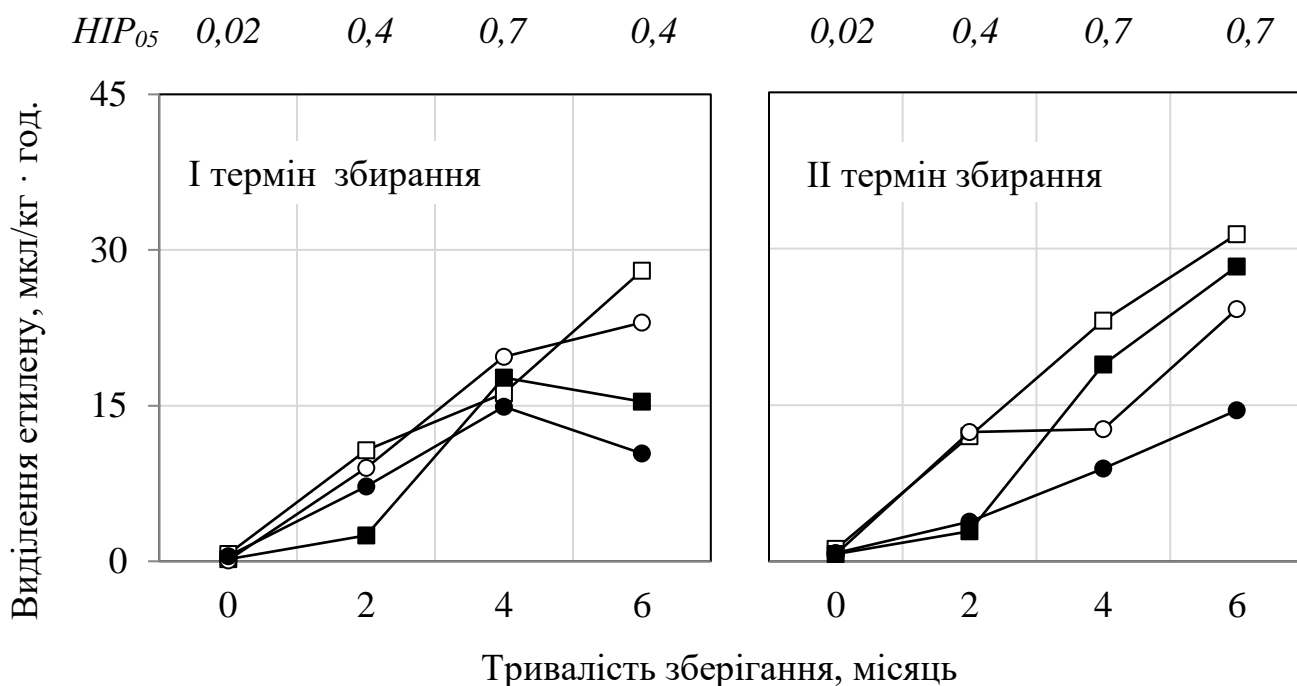 НІР05 0,02 0,4 0,7 0,4 0,02 0,4 0,7 0,7
Виділення етилену, мкл/кг · год.
45
30
15
0
І термін збирання
ІІ термін збирання
0 2 4 6 0 2 4 6
Тривалість зберігання, місяць